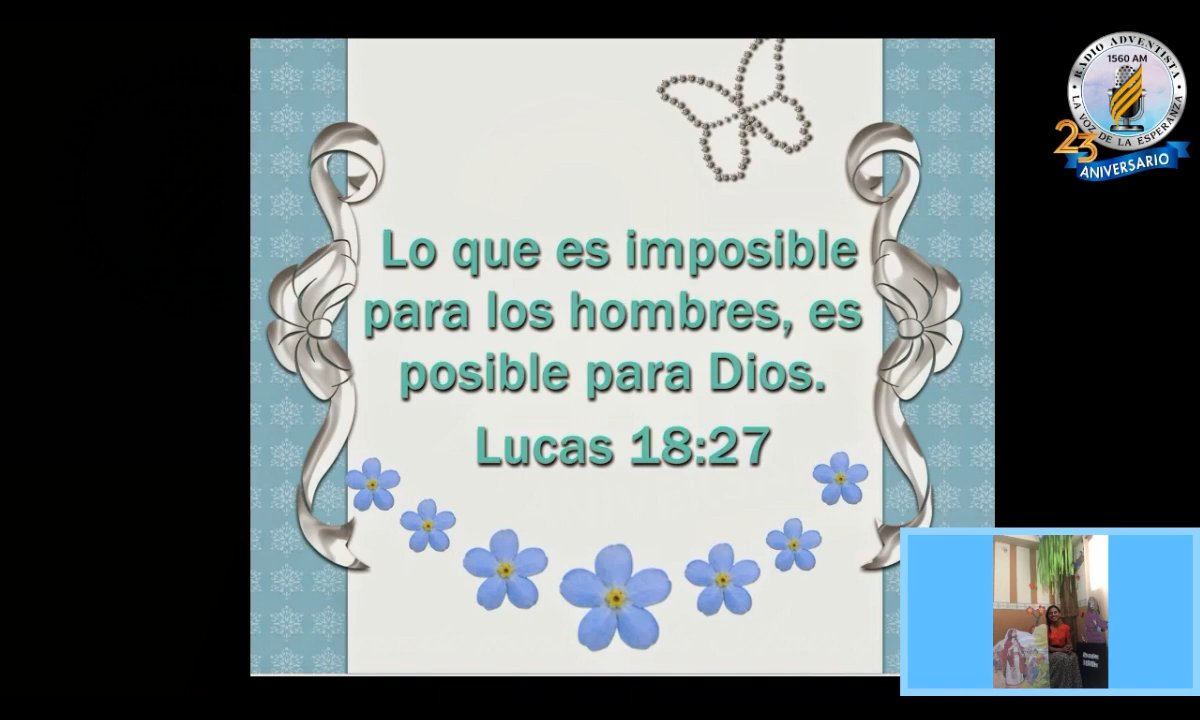 Lo que es imposible
para los hombres, es
posible para Dios.
Lucas 18:27
RADIO ADVENTISTA
1560 AM
LA VOZ DE LA ESPERANZA
23
ANIVERSARIO